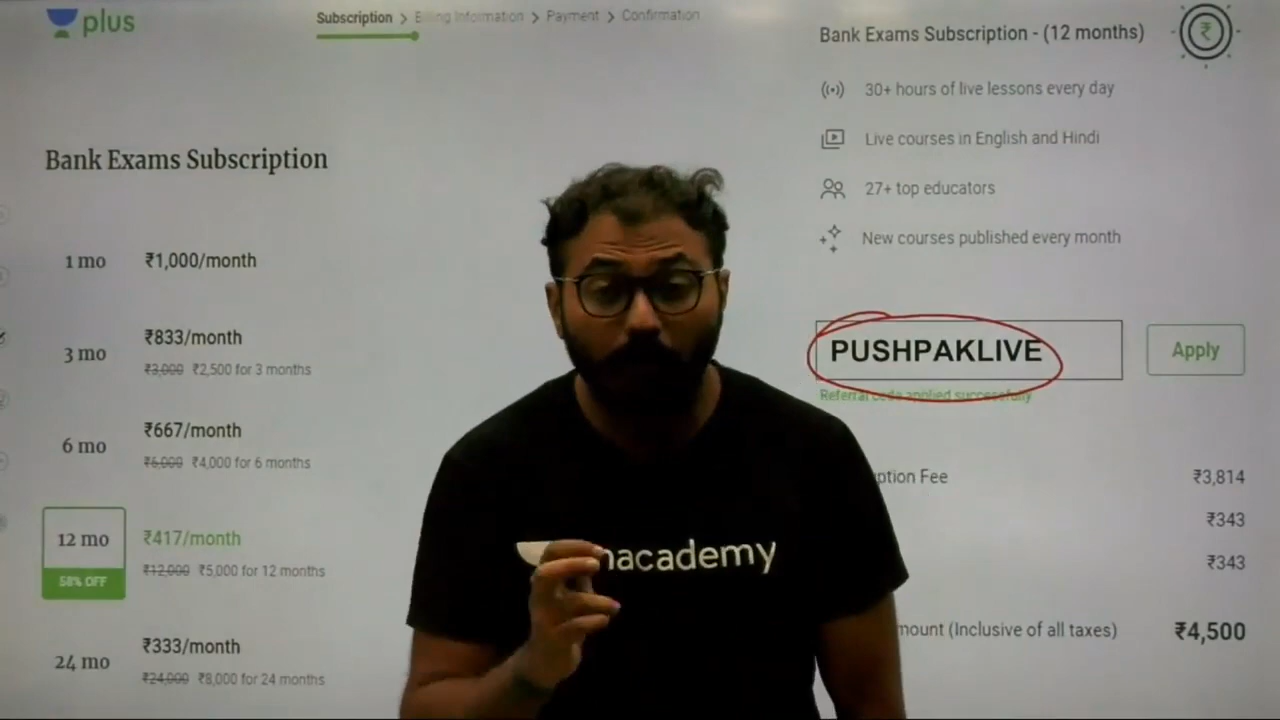 plus
Subscription > Billing Information > Payment > Confirmation
Bank Exams Subscription
1 mo ₹1,000/month
3 mo ₹833/month
₹3,000 ₹2,500 for 3 months
6 mo ₹667/month
₹6,000 ₹4,000 for 6 months
12 mo ₹417/month
58% OFF ₹12,000 ₹5,000 for 12 months
24 mo ₹333/month
₹24,000 ₹8,000 for 24 months
Bank Exams Subscription - (12 months)
₹
30+ hours of live lessons every day
Live courses in English and Hindi
27+ top educators
New courses published every month
PUSHPAKLIVE Apply
Referral code applied successfully
ption Fee ₹3,814
₹343
₹343
mount (Inclusive of all taxes) ₹4,500
nacademy